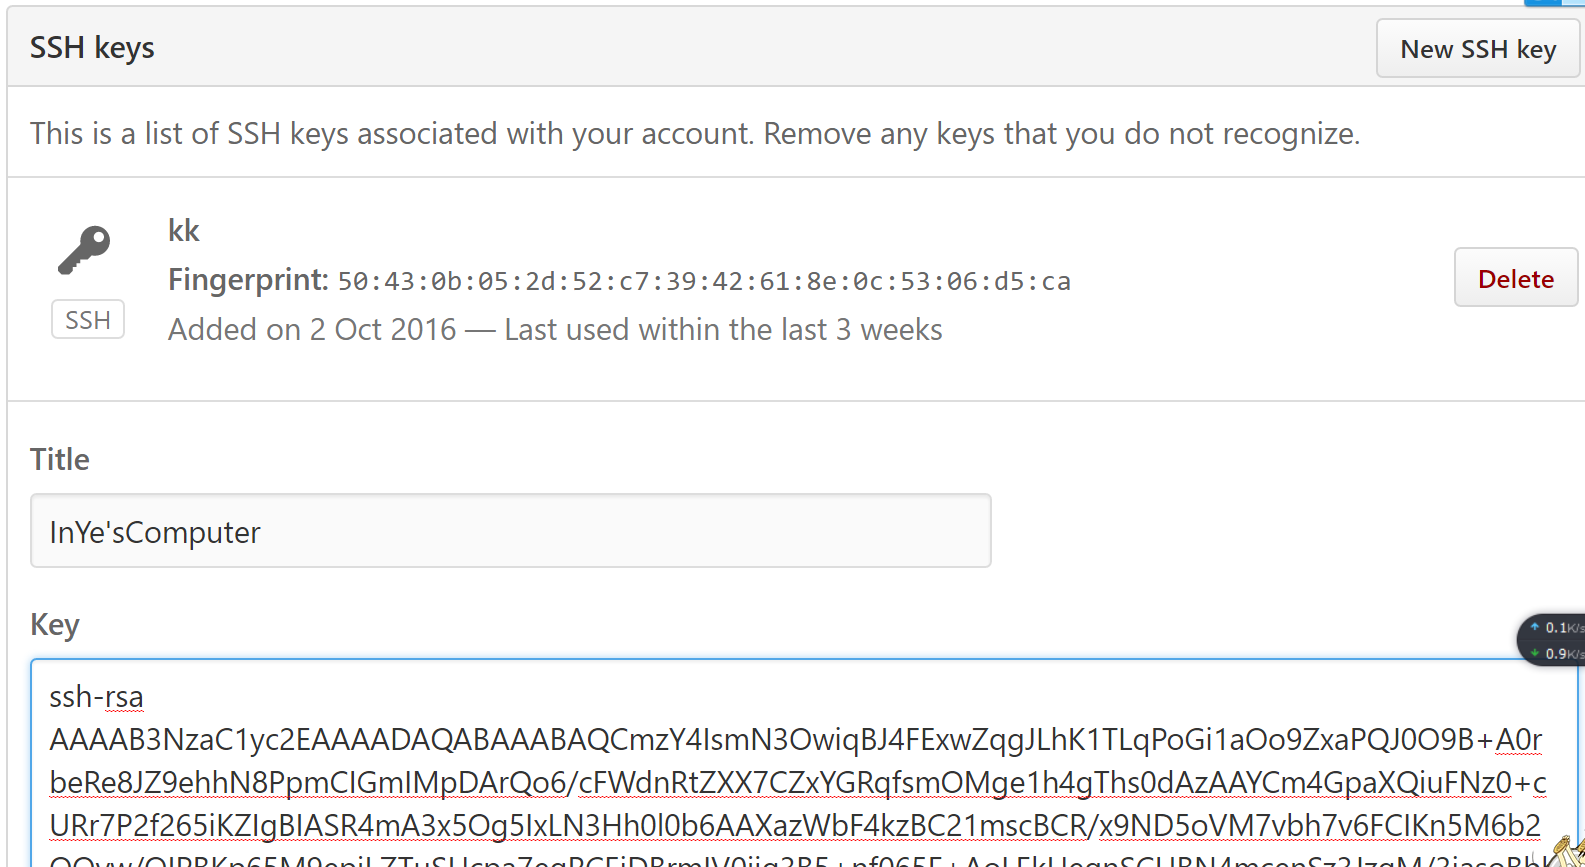 SSH keys
New SSH key
This is a list of SSH keys associated with your account. Remove any keys that you do not recognize.
kk
Fingerprint: 50:43:0b:05:2d:52:c7:39:42:61:8e:0c:53:06:d5:ca
Delete
SSH
Added on 2 Oct 2016 — Last used within the last 3 weeks
Title
InYe'sComputer
Key
0.1K/s
0.9K/s
ssh-rsa
AAAAB3NzaC1yc2EAAAADAQABAAABAQCmzY4IsmN3OwiqBJ4FExwZqgJLhK1TLqPoGi1aOo9ZxaPQJ0O9B+A0r
beRe8JZ9ehhN8PpmCIGmIMpDArQo6/cFWdnRtZXX7CZxYGRqfsmOMge1h4gThs0dAzAAYCm4GpaXQiuFNz0+c
URr7P2f265iKZIgBIASR4mA3x5Og5IxLN3Hh0l0b6AAXazWbF4kzBC21mscBCR/x9ND5oVM7vbh7v6FCIKn5M6b2